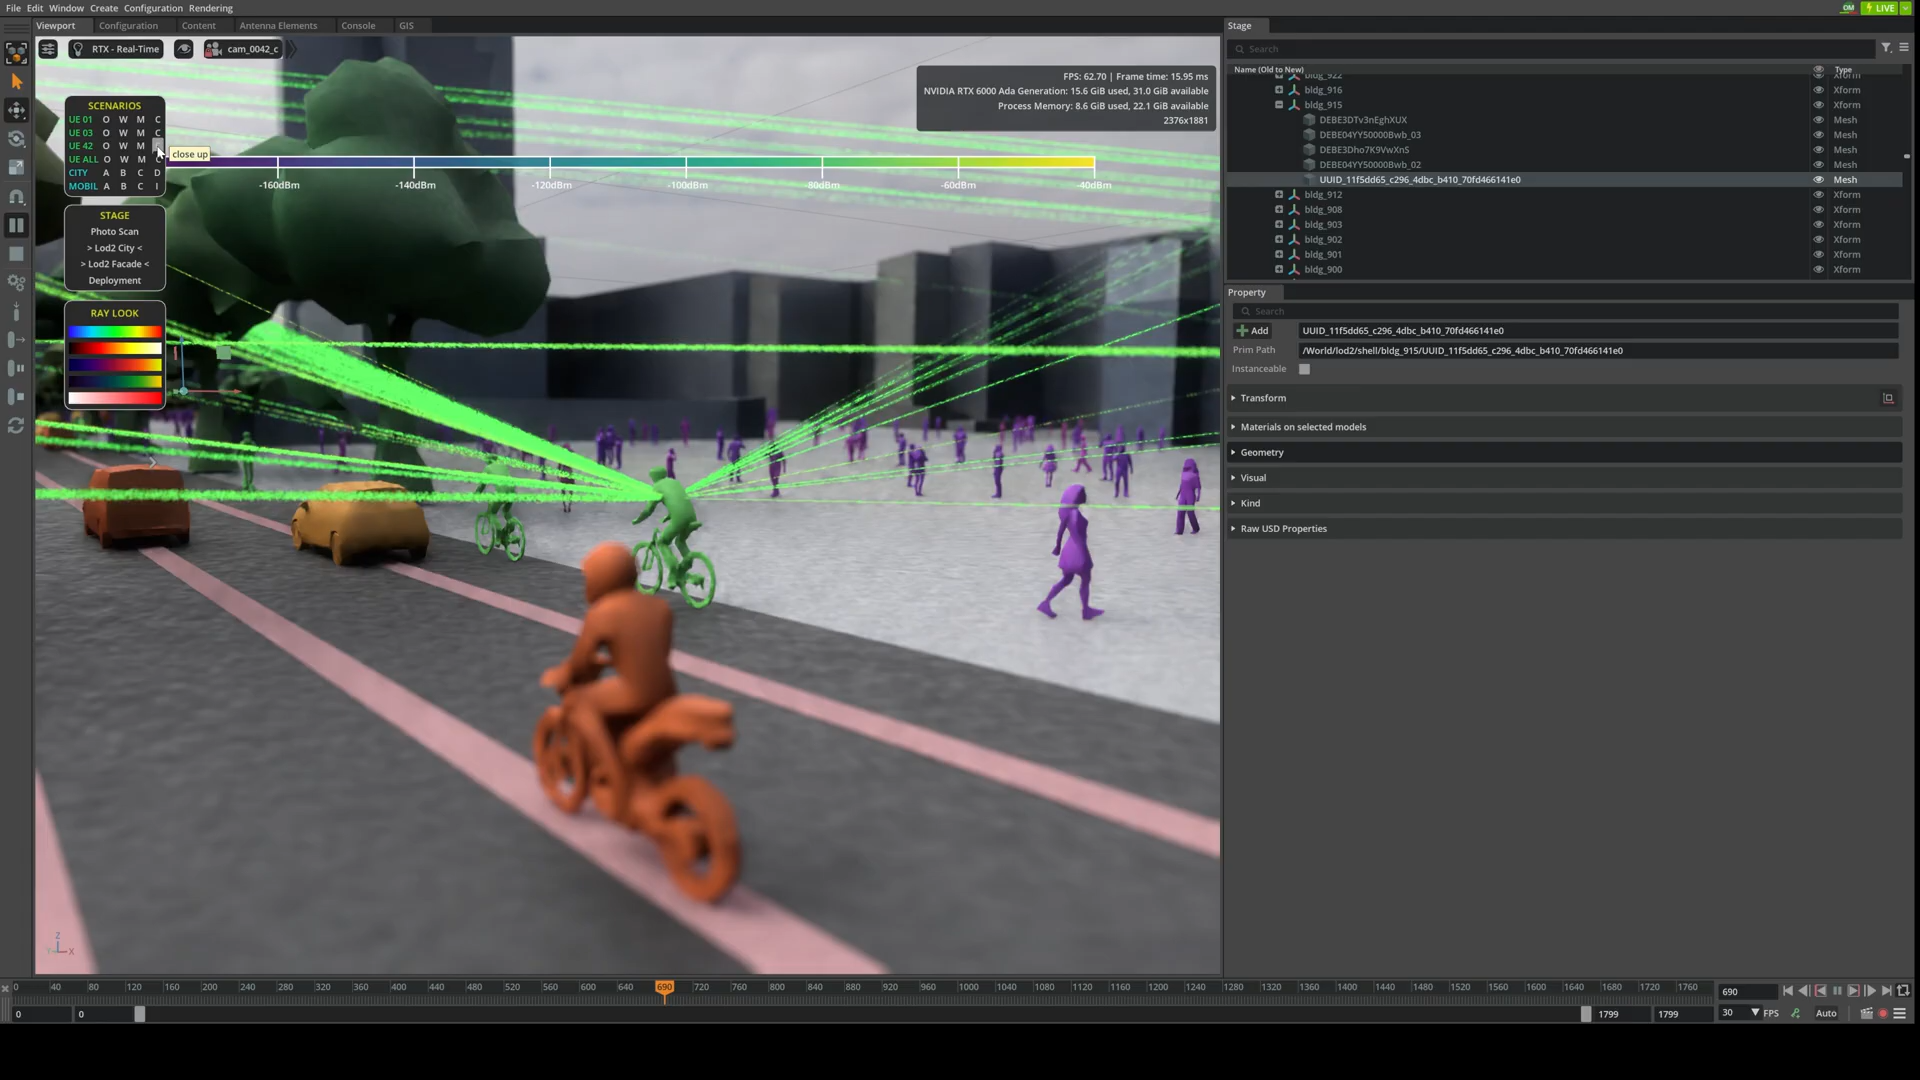 File Edit Window Create Configuration Rendering
LIVE
Viewport Configuration Content Antenna Elements Console GIS
RTX - Real-Time cam_0042_c
FPS: 62.70 | Frame time: 15.95 ms
NVIDIA RTX 6000 Ada Generation: 15.6 GiB used, 31.0 GiB available
Process Memory: 8.6 GiB used, 22.1 GiB available
2376x1881
SCENARIOS
UE 01 O W M C
UE 03 O W M C
UE 42 O W M
UE ALL O W M C
CITY A B C D
MOBIL A B C I
close up
-160dBm -140dBm -120dBm -100dBm -80dBm -60dBm -40dBm
STAGE
Photo Scan
> Lod2 City <
> Lod2 Facade <
Deployment
RAY LOOK
Z
Y X
Stage
Search
Name (Old to New) Type
bldg_922 Xform
bldg_916 Xform
bldg_915 Xform
DEBE3DTv3nEghXUX Mesh
DEBE04YY50000Bwb_03 Mesh
DEBE3Dho7K9VwXnS Mesh
DEBE04YY50000Bwb_02 Mesh
UUID_11f5dd65_c296_4dbc_b410_70fd466141e0 Mesh
bldg_912 Xform
bldg_908 Xform
bldg_903 Xform
bldg_902 Xform
bldg_901 Xform
bldg_900 Xform
Property
Search
Add UUID_11f5dd65_c296_4dbc_b410_70fd466141e0
Prim Path /World/lod2/shell/bldg_915/UUID_11f5dd65_c296_4dbc_b410_70fd466141e0
Instanceable
Transform
Materials on selected models
Geometry
Visual
Kind
Raw USD Properties
0 40 80 120 160 200 240 280 320 360 400 440 480 520 560 600 640 690 720 760 800 840 880 920 960 1000 1040 1080 1120 1160 1200 1240 1280 1320 1360 1400 1440 1480 1520 1560 1600 1640 1680 1720 1760
690
0 0 1799 1799 30 FPS Auto